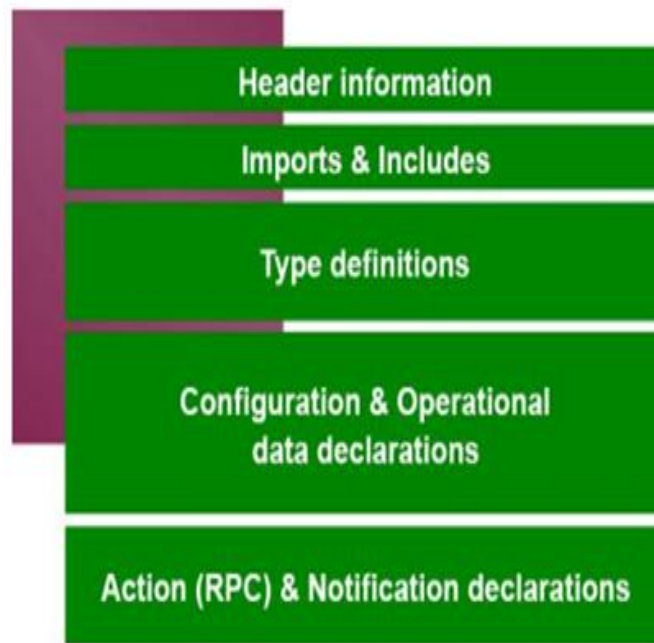 Header information
Imports & Includes
Type definitions
Configuration & Operational
data declarations
Action (RPC) & Notification declarations